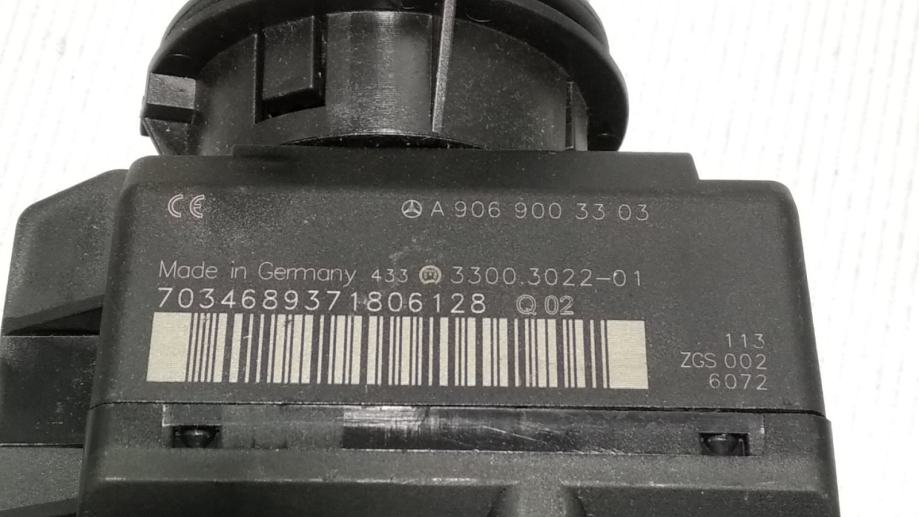 CE A 906 900 33 03
Made in Germany 433 3300.3022-01
7034689371806128 Q 02
113
ZGS 002
6072